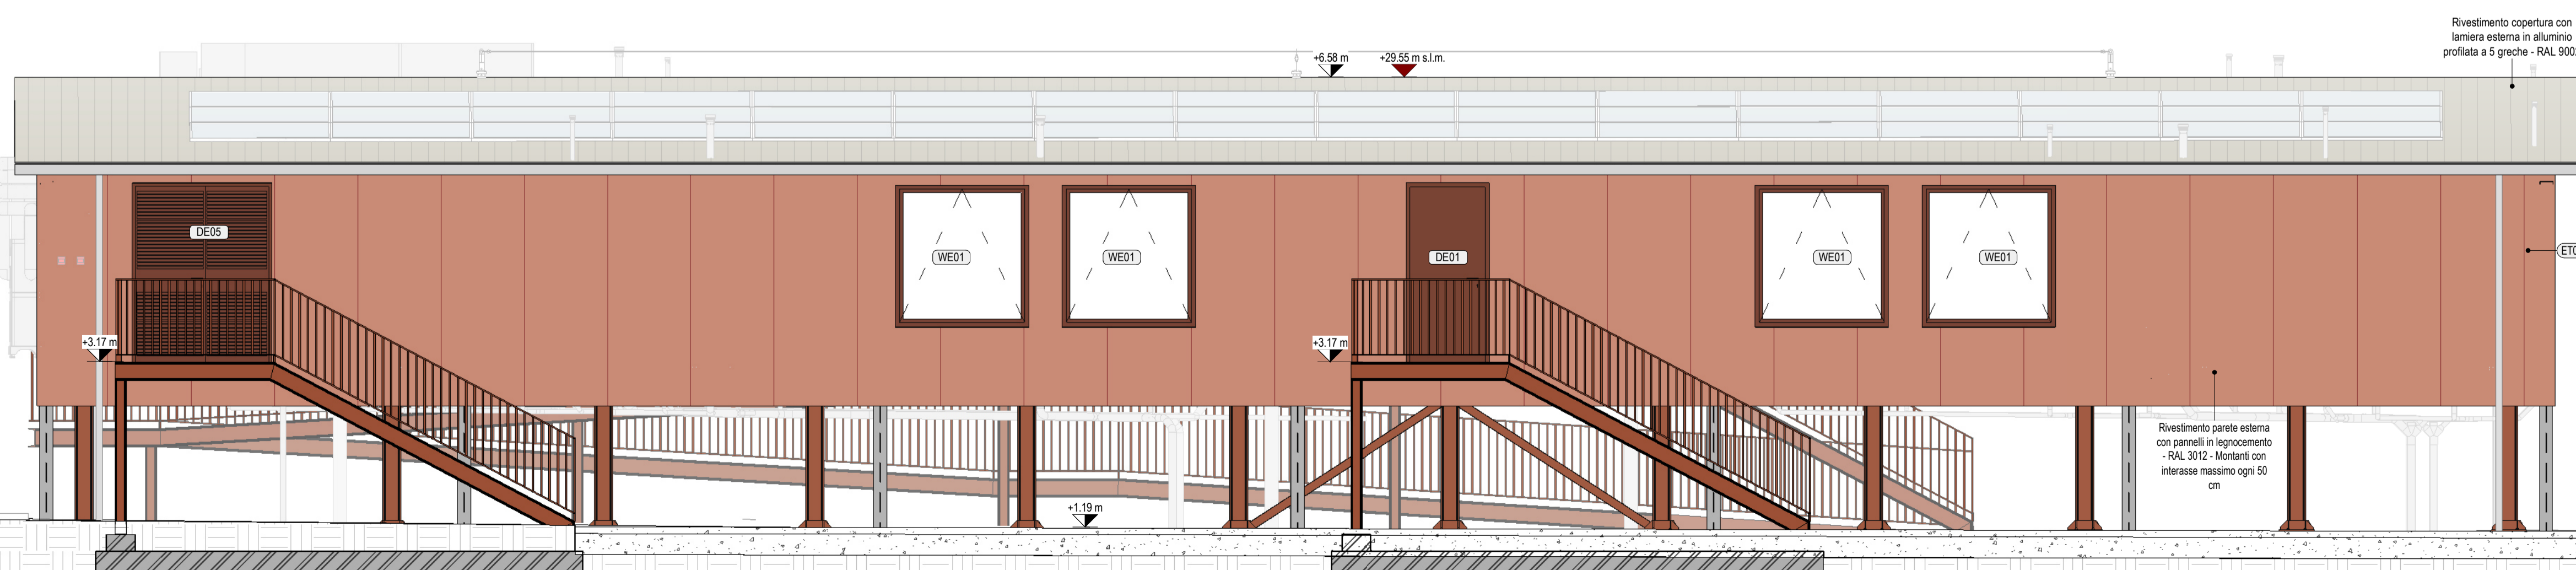 Rivestimento copertura con
lamiera esterna in alluminio
profilata a 5 greche - RAL 900
+6.58 m
+29.55 m s.l.m.
DE05
WE01
WE01
DE01
WE01
WE01
+3.17 m
+3.17 m
Rivestimento parete esterna
con pannelli in legnocemento
- RAL 3012 - Montanti con
interasse massimo ogni 50
cm
+1.19 m